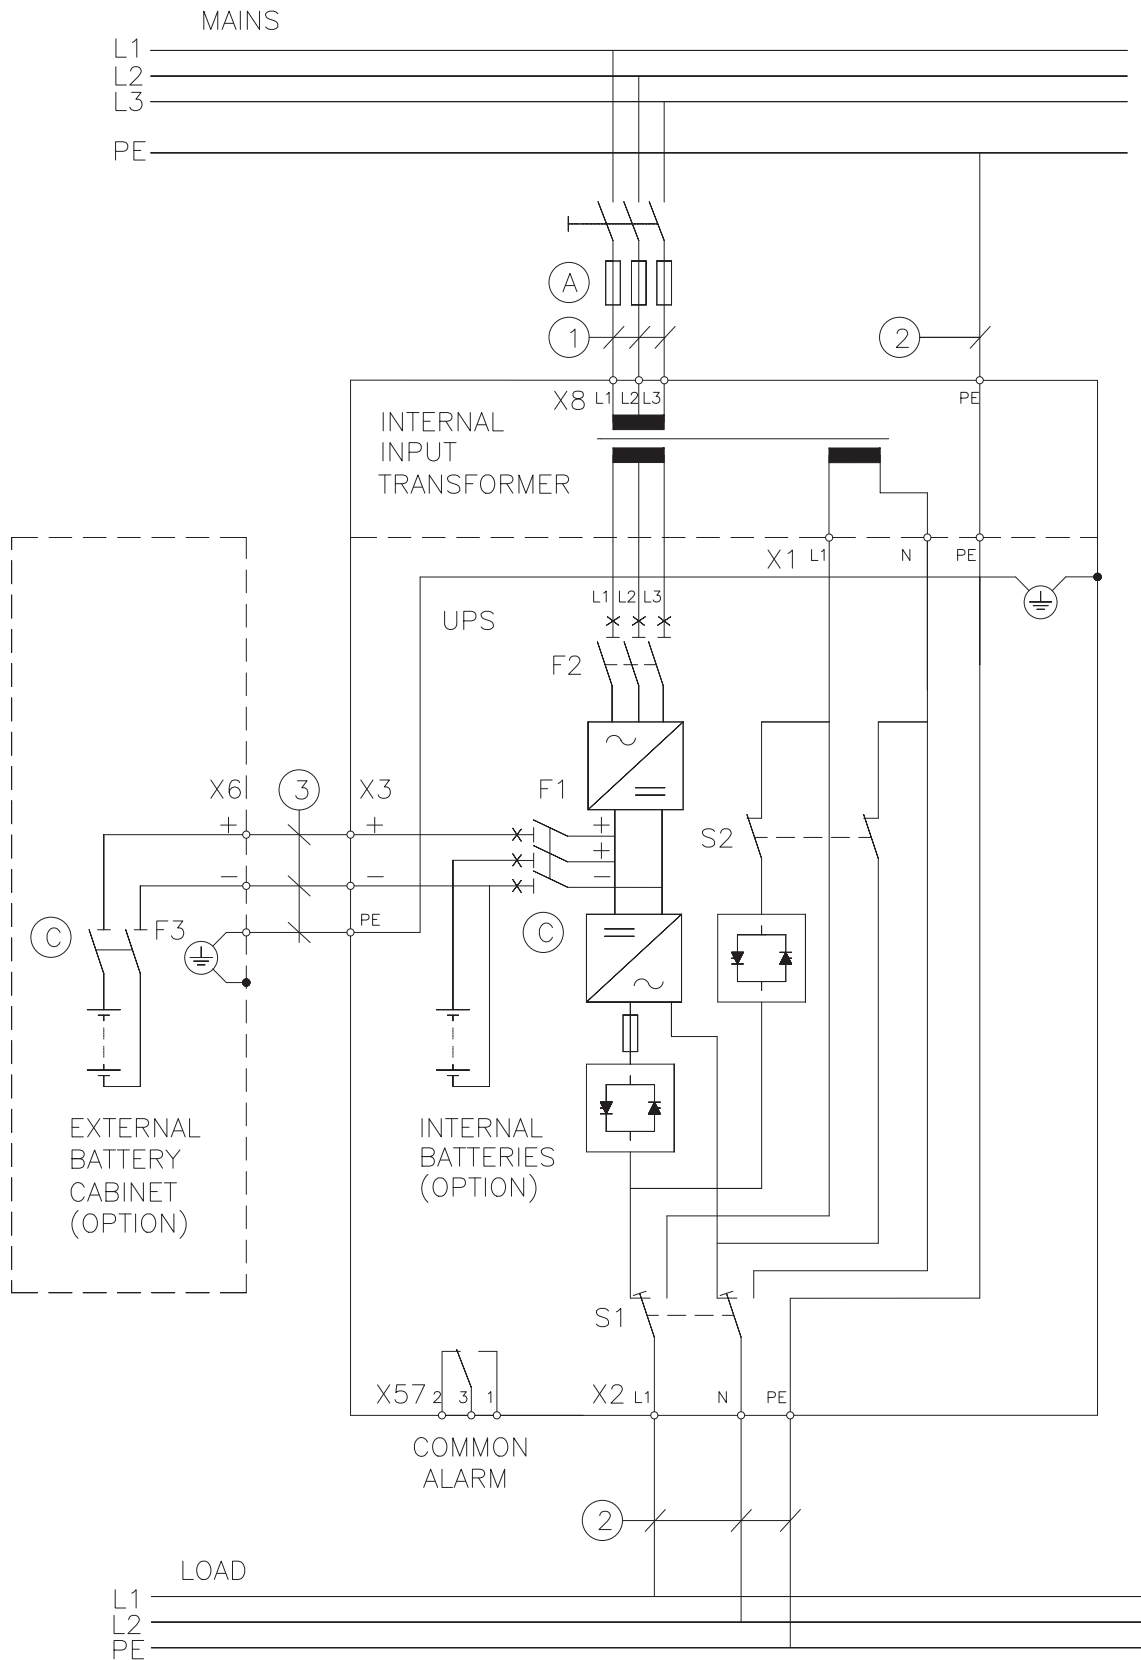 MAINS
L1
L2
L3
PE
A
1
2
X8 L1 L2 L3
PE
INTERNAL
INPUT
TRANSFORMER
X1 L1 N PE
L1 L2 L3
UPS
F2
X6 3 X3 F1
+ + +
+
S2
− − −
PE
C F3 C
EXTERNAL
BATTERY
CABINET
(OPTION)
INTERNAL
BATTERIES
(OPTION)
S1
X57 2 3 1
X2 L1 N PE
COMMON
ALARM
2
LOAD
L1
L2
PE